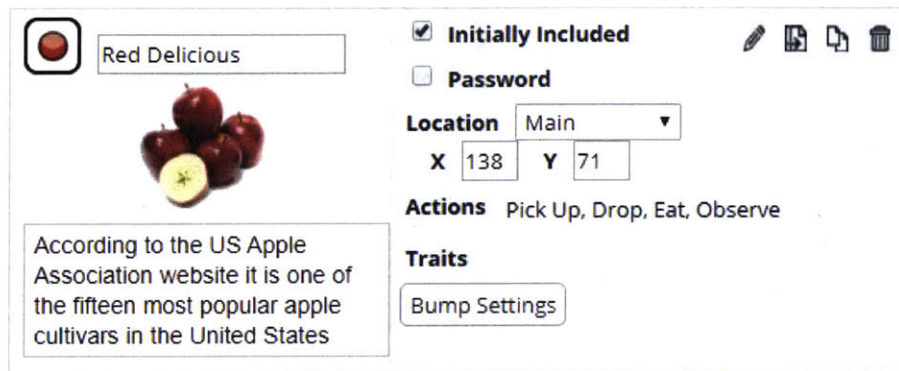 Red Delicious
According to the US Apple
Association website it is one of
the fifteen most popular apple
cultivars in the United States
Initially Included
Password
Location Main
X 138 Y 71
Actions Pick Up, Drop, Eat, Observe
Traits
Bump Settings